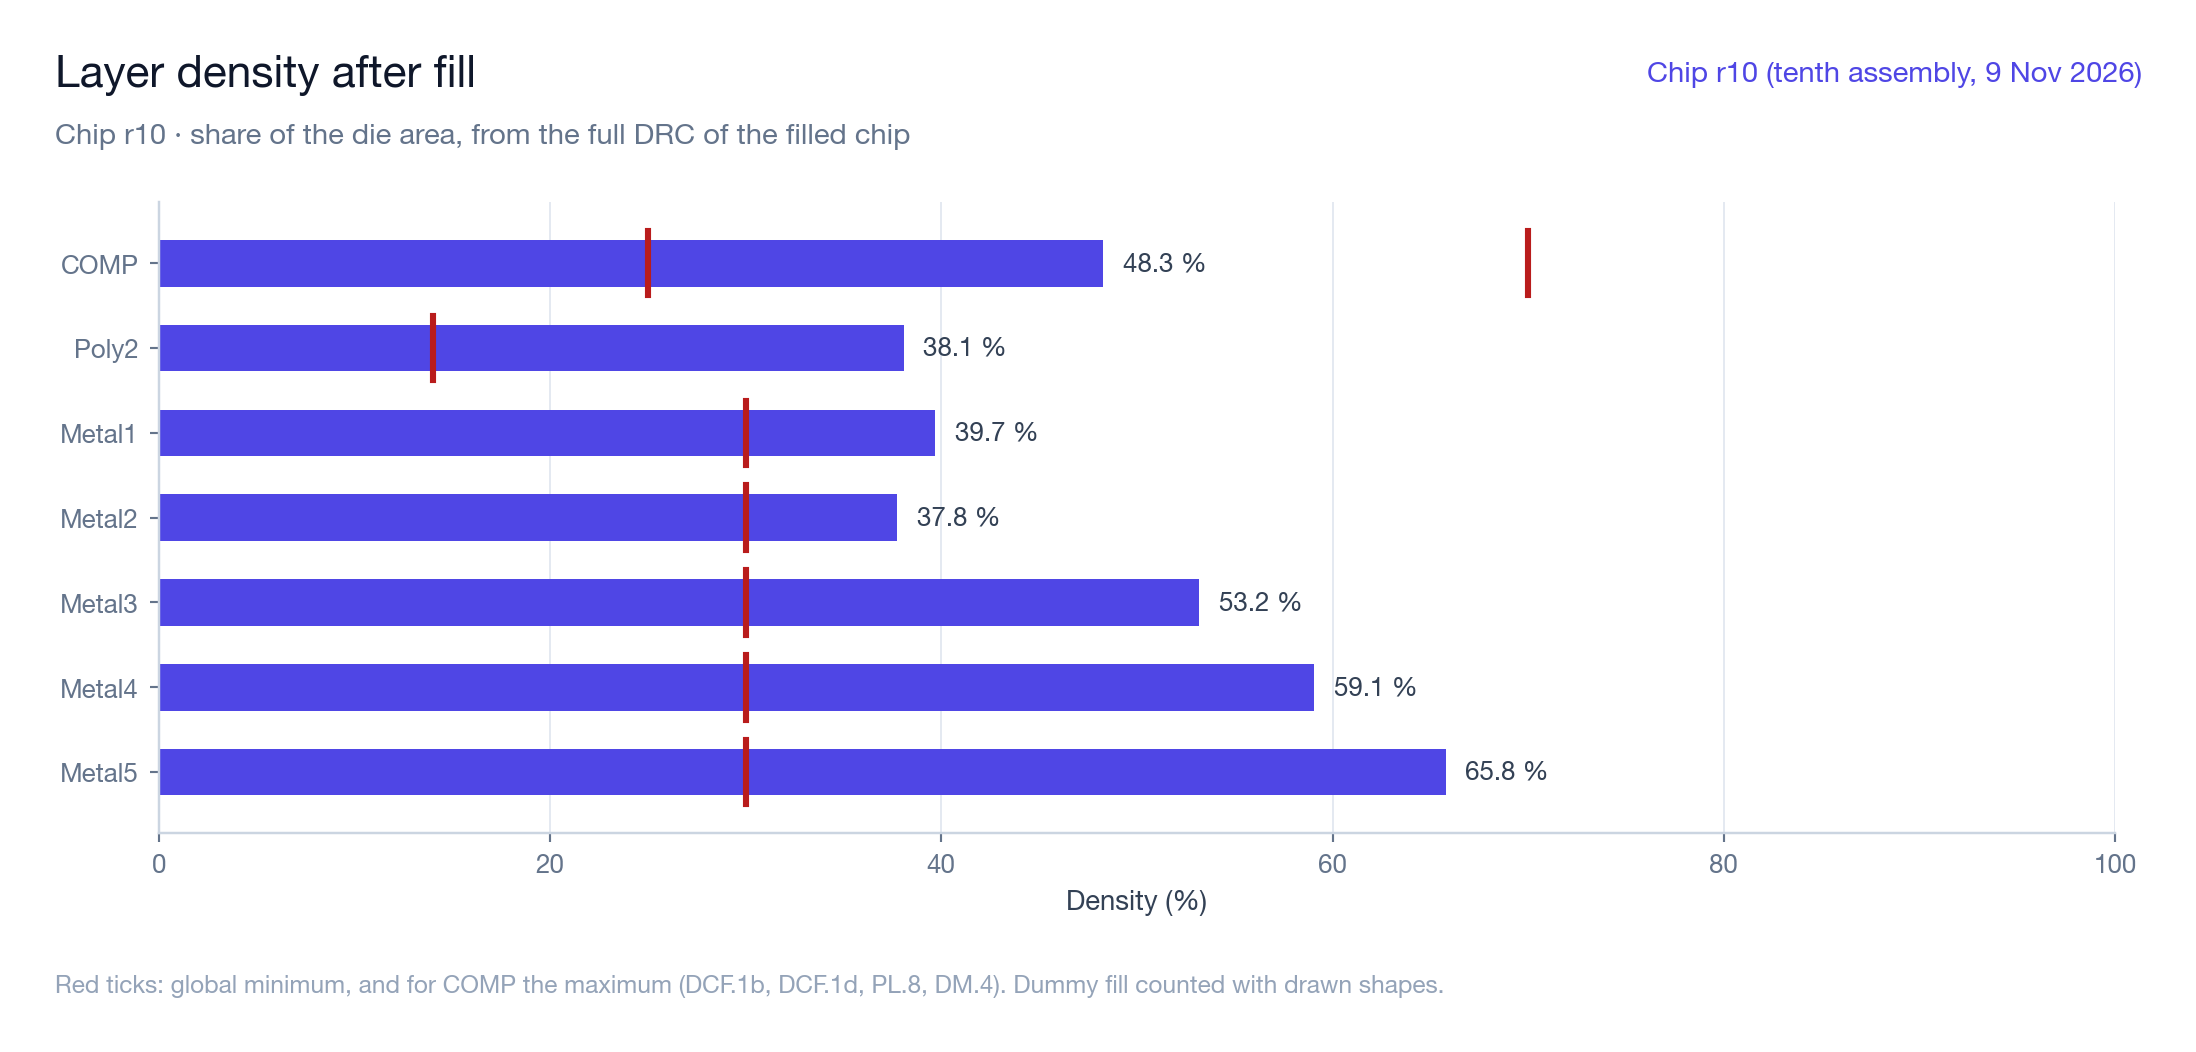 Layer density after fill
Chip r10 (tenth assembly, 9 Nov 2026)
Chip r10 · share of the die area, from the full DRC of the filled chip
COMP
48.3 %
Poly2
38.1 %
Metal1
39.7 %
Metal2
37.8 %
Metal3
53.2 %
Metal4
59.1 %
Metal5
65.8 %
0 20 40 60 80 100
Density (%)
Red ticks: global minimum, and for COMP the maximum (DCF.1b, DCF.1d, PL.8, DM.4). Dummy fill counted with drawn shapes.